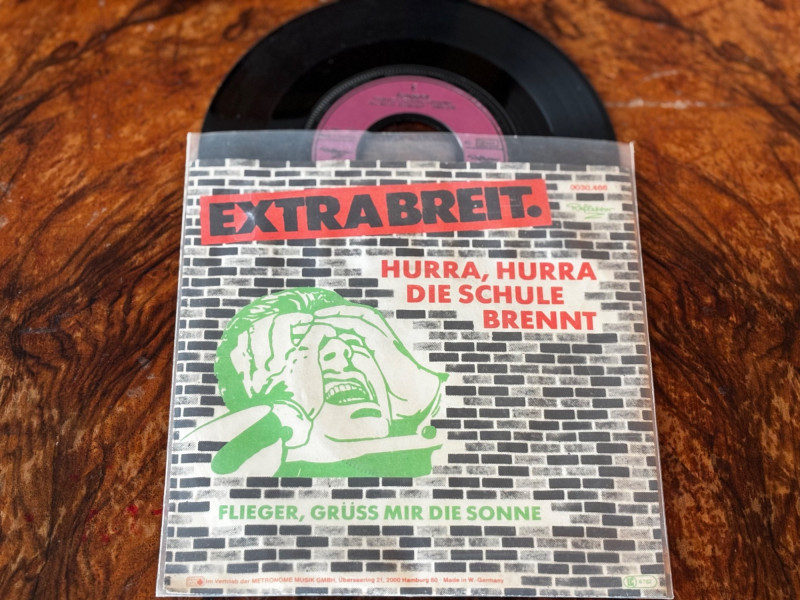 EXTRABREIT.
0030.486
Reflektor
HURRA, HURRA
DIE SCHULE
BRENNT
FLIEGER, GRÜSS MIR DIE SONNE
Im Vertrieb der METRONOME MUSIK GMBH, Überseering 21, 2000 Hamburg 60. Made in W.-Germany